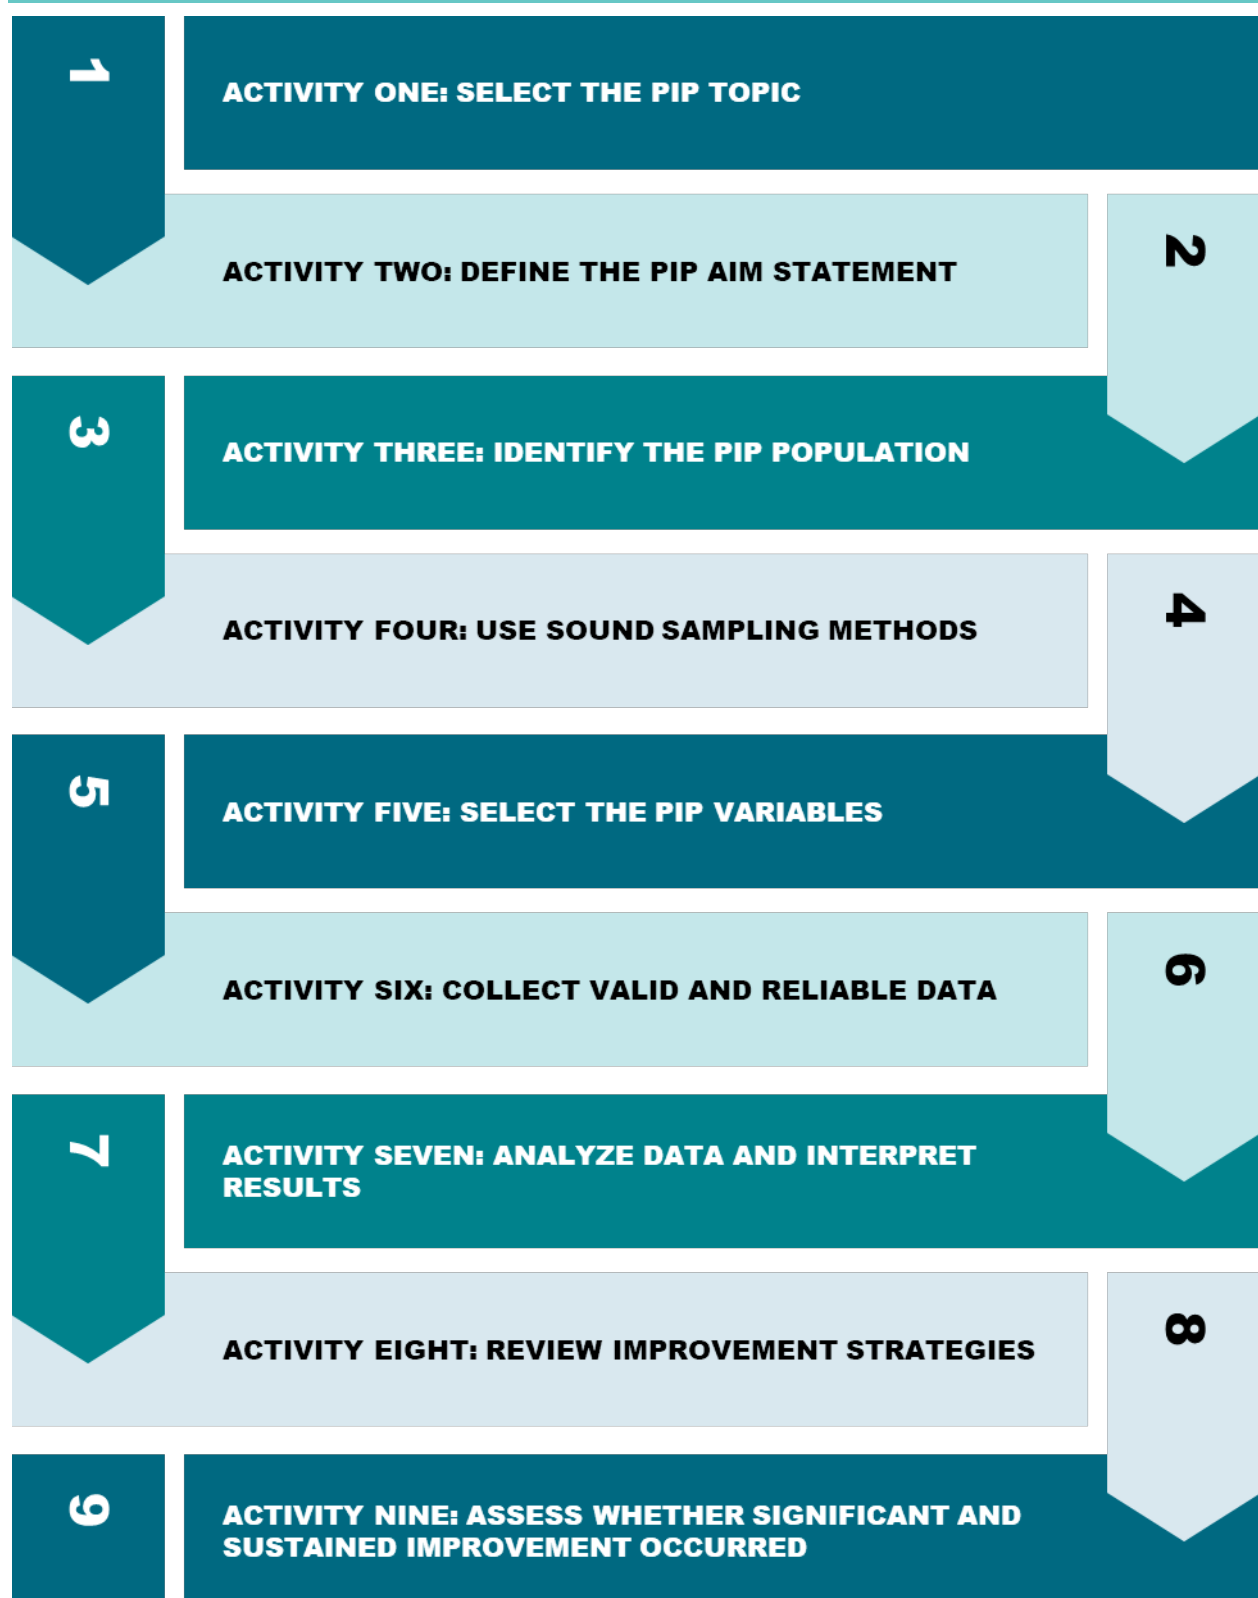 1
ACTIVITY ONE: SELECT THE PIP TOPIC
ACTIVITY TWO: DEFINE THE PIP AIM STATEMENT
2
3
ACTIVITY THREE: IDENTIFY THE PIP POPULATION
ACTIVITY FOUR: USE SOUND SAMPLING METHODS
4
5
ACTIVITY FIVE: SELECT THE PIP VARIABLES
ACTIVITY SIX: COLLECT VALID AND RELIABLE DATA
6
7
ACTIVITY SEVEN: ANALYZE DATA AND INTERPRET
RESULTS
ACTIVITY EIGHT: REVIEW IMPROVEMENT STRATEGIES
8
9
ACTIVITY NINE: ASSESS WHETHER SIGNIFICANT AND
SUSTAINED IMPROVEMENT OCCURRED